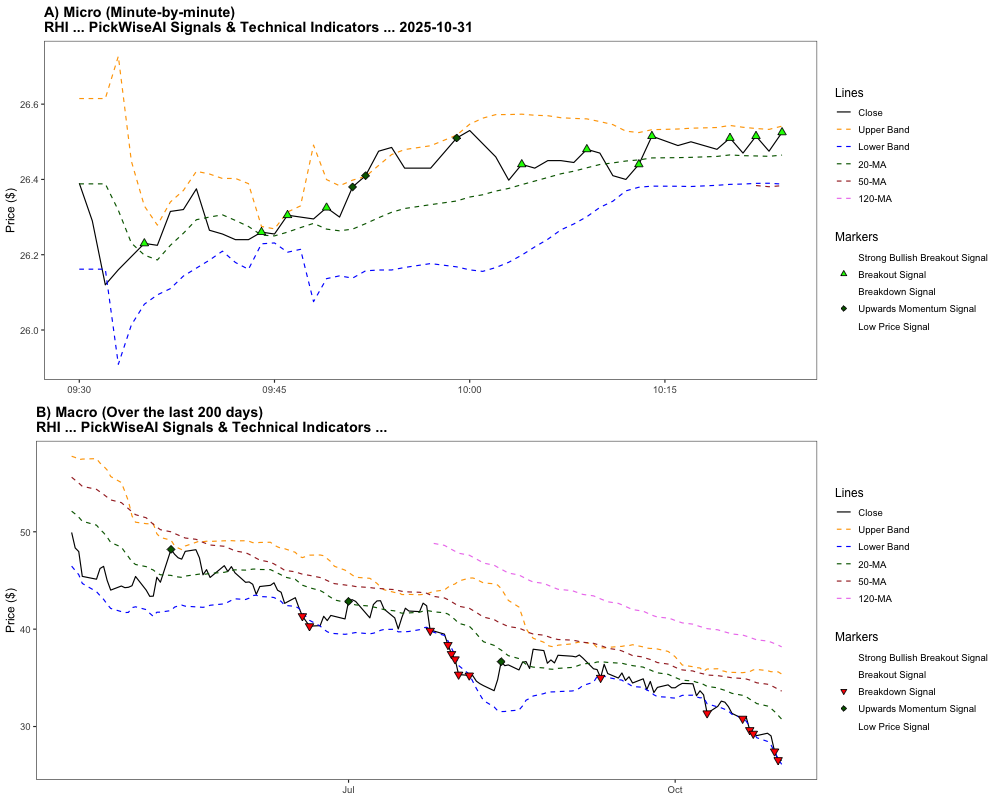 A) Micro (Minute-by-minute)
RHI ... PickWiseAI Signals & Technical Indicators ... 2025-10-31
Price ($)
26.6
26.4
26.2
26.0
09:30
09:45
10:00
10:15
Lines
Close
Upper Band
Lower Band
20-MA
50-MA
120-MA
Markers
Strong Bullish Breakout Signal
Breakout Signal
Breakdown Signal
Upwards Momentum Signal
Low Price Signal
B) Macro (Over the last 200 days)
RHI ... PickWiseAI Signals & Technical Indicators ...
Price ($)
50
40
30
Jul
Oct
Lines
Close
Upper Band
Lower Band
20-MA
50-MA
120-MA
Markers
Strong Bullish Breakout Signal
Breakout Signal
Breakdown Signal
Upwards Momentum Signal
Low Price Signal